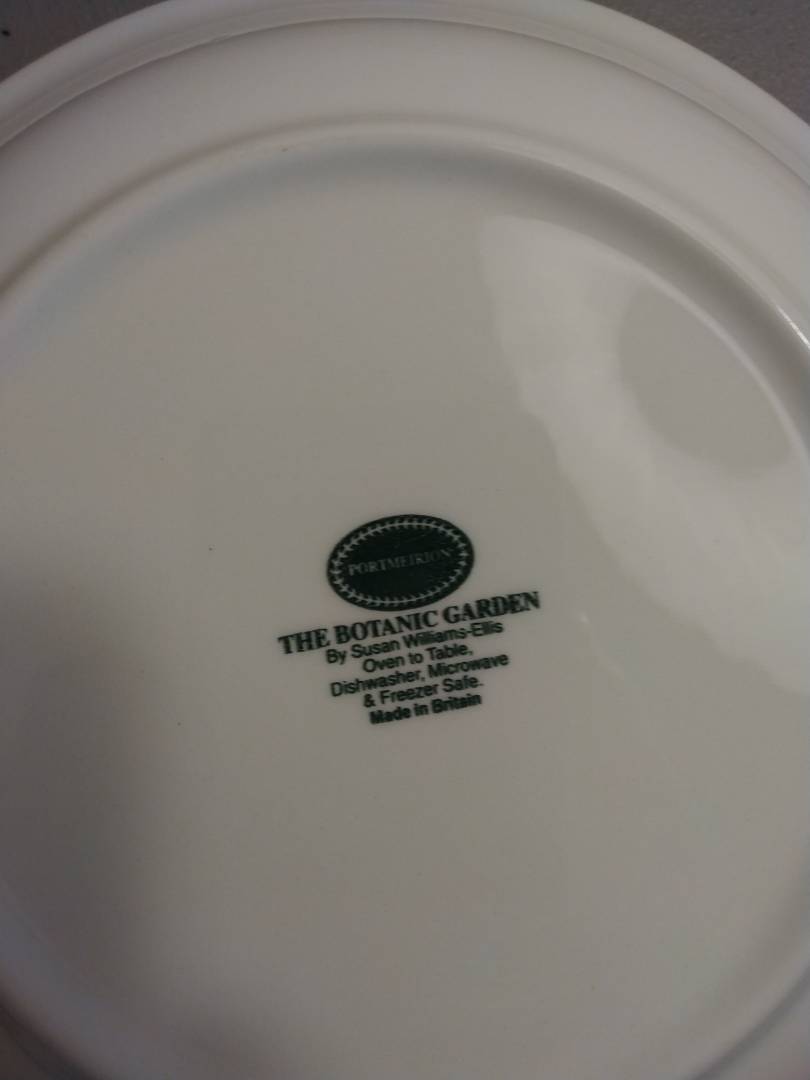 PORTMEIRION
THE BOTANIC GARDEN
By Susan Williams-Ellis
Oven to Table,
Dishwasher, Microwave
& Freezer Safe.
Made in Britain